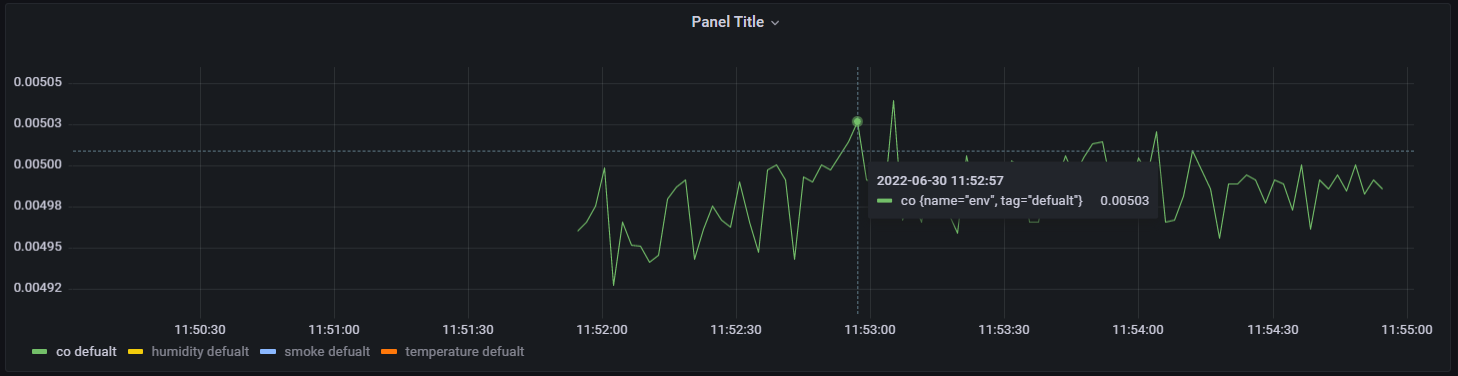 Panel Title
0.00505
0.00503
0.00500
0.00498
0.00495
0.00492
2022-06-30 11:52:57
co {name="env", tag="defualt"} 0.00503
11:50:30 11:51:00 11:51:30 11:52:00 11:52:30 11:53:00 11:53:30 11:54:00 11:54:30 11:55:00
co defualt humidity defualt smoke defualt temperature defualt